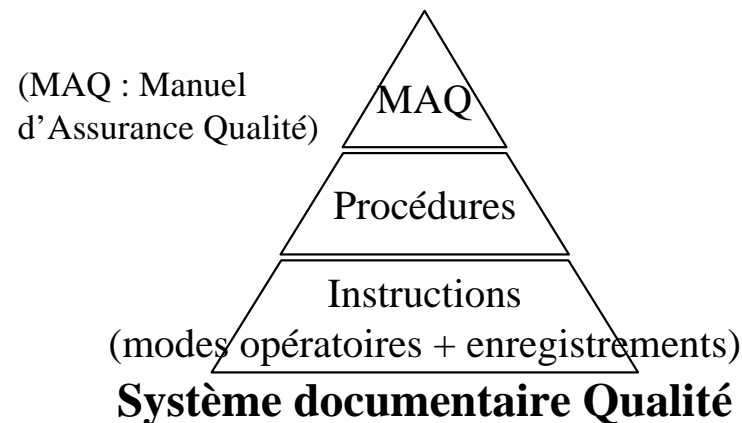 (MAQ : Manuel
d’Assurance Qualité)
MAQ
Procédures
Instructions
(modes opératoires + enregistrements)
Système documentaire Qualité